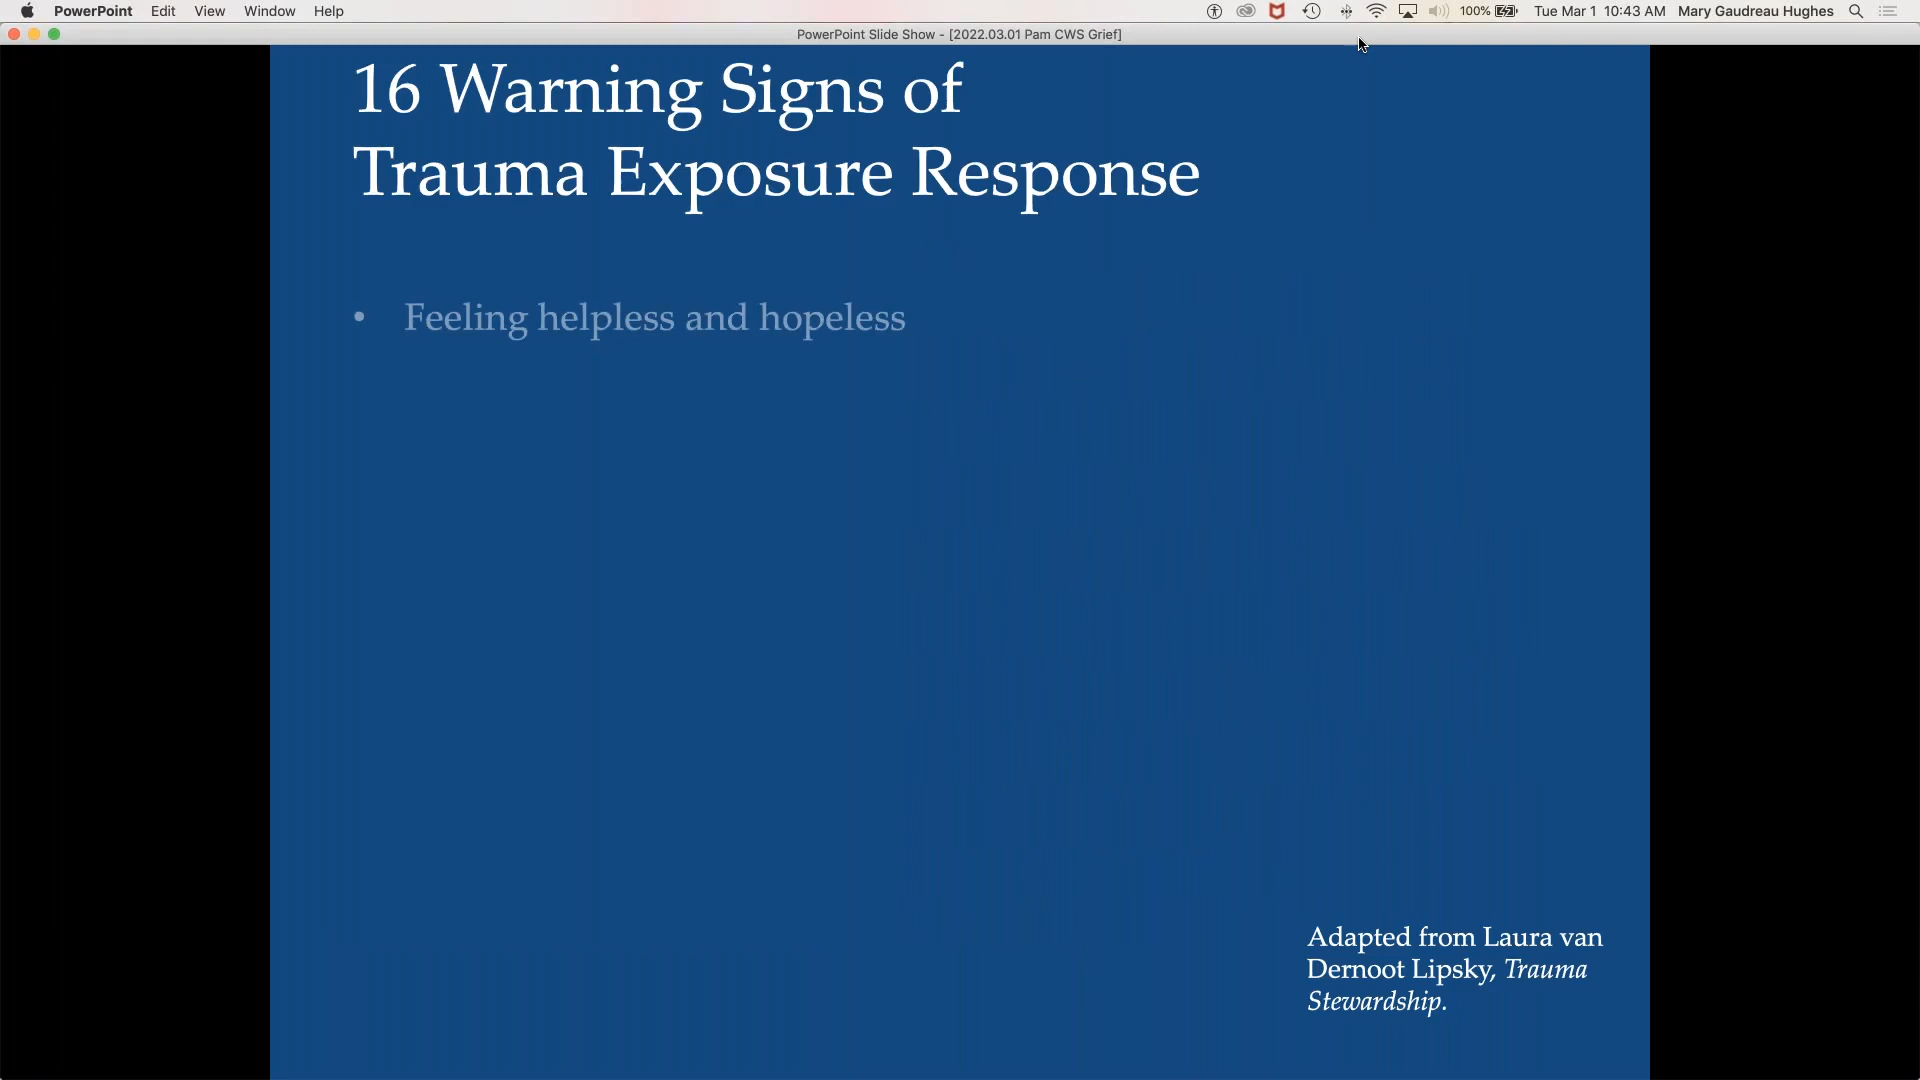 PowerPoint Edit View Window Help 100% Tue Mar 1 10:43 AM Mary Gaudreau Hughes
PowerPoint Slide Show - [2022.03.01 Pam CWS Grief]
16 Warning Signs of
Trauma Exposure Response
• Feeling helpless and hopeless
Adapted from Laura van
Dernoot Lipsky, Trauma
Stewardship.